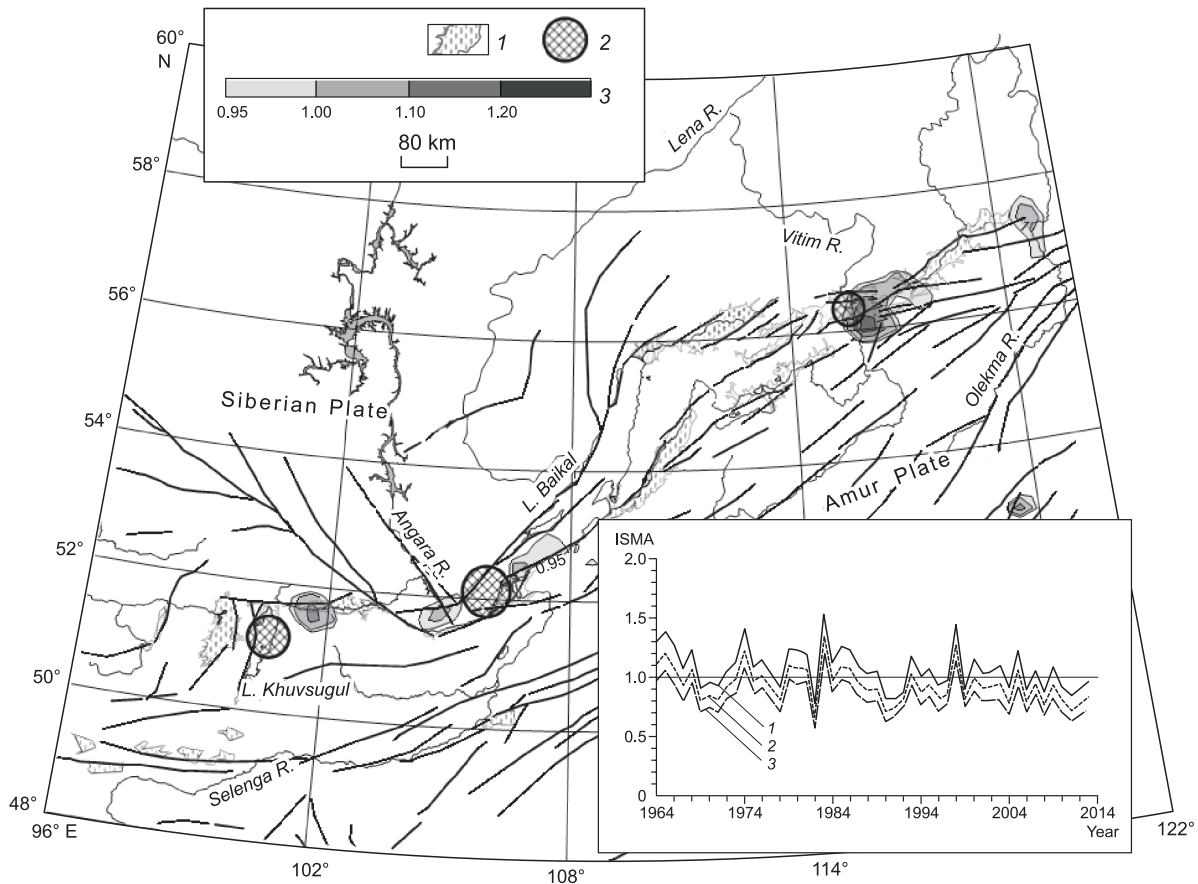 60°
N
1
2
3
0.95
1.00
1.10
1.20
80 km
Lena R.
58°
Vitim R.
56°
Olekma R.
Siberian Plate
54°
L. Baikal
Amur Plate
Angara R.
52°
0.95
50°
L. Khuvsugul
Selenga R.
48°
96° E
102°
108°
114°
122°
ISMA
2.0
1.5
1.0
0.5
0
1
2
3
1964
1974
1984
1994
2004
2014
Year